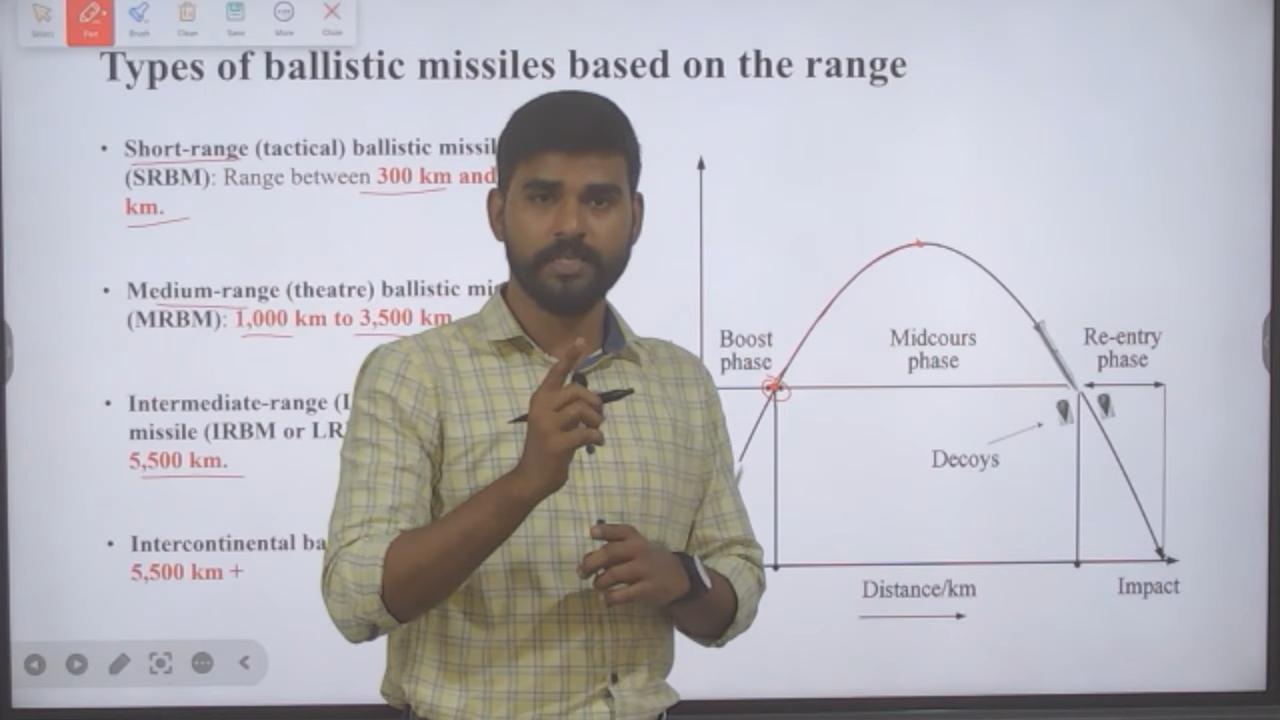 Select
Pen
Brush
Clean
Save
More
Close
Types of ballistic missiles based on the range
• Short-range (tactical) ballistic missil
(SRBM): Range between 300 km and
km.
• Medium-range (theatre) ballistic mi
(MRBM): 1,000 km to 3,500 km
• Intermediate-range (
missile (IRBM or LR
5,500 km.
• Intercontinental ba
5,500 km +
Boost
phase
Midcours
phase
Re-entry
phase
Decoys
Distance/km
Impact